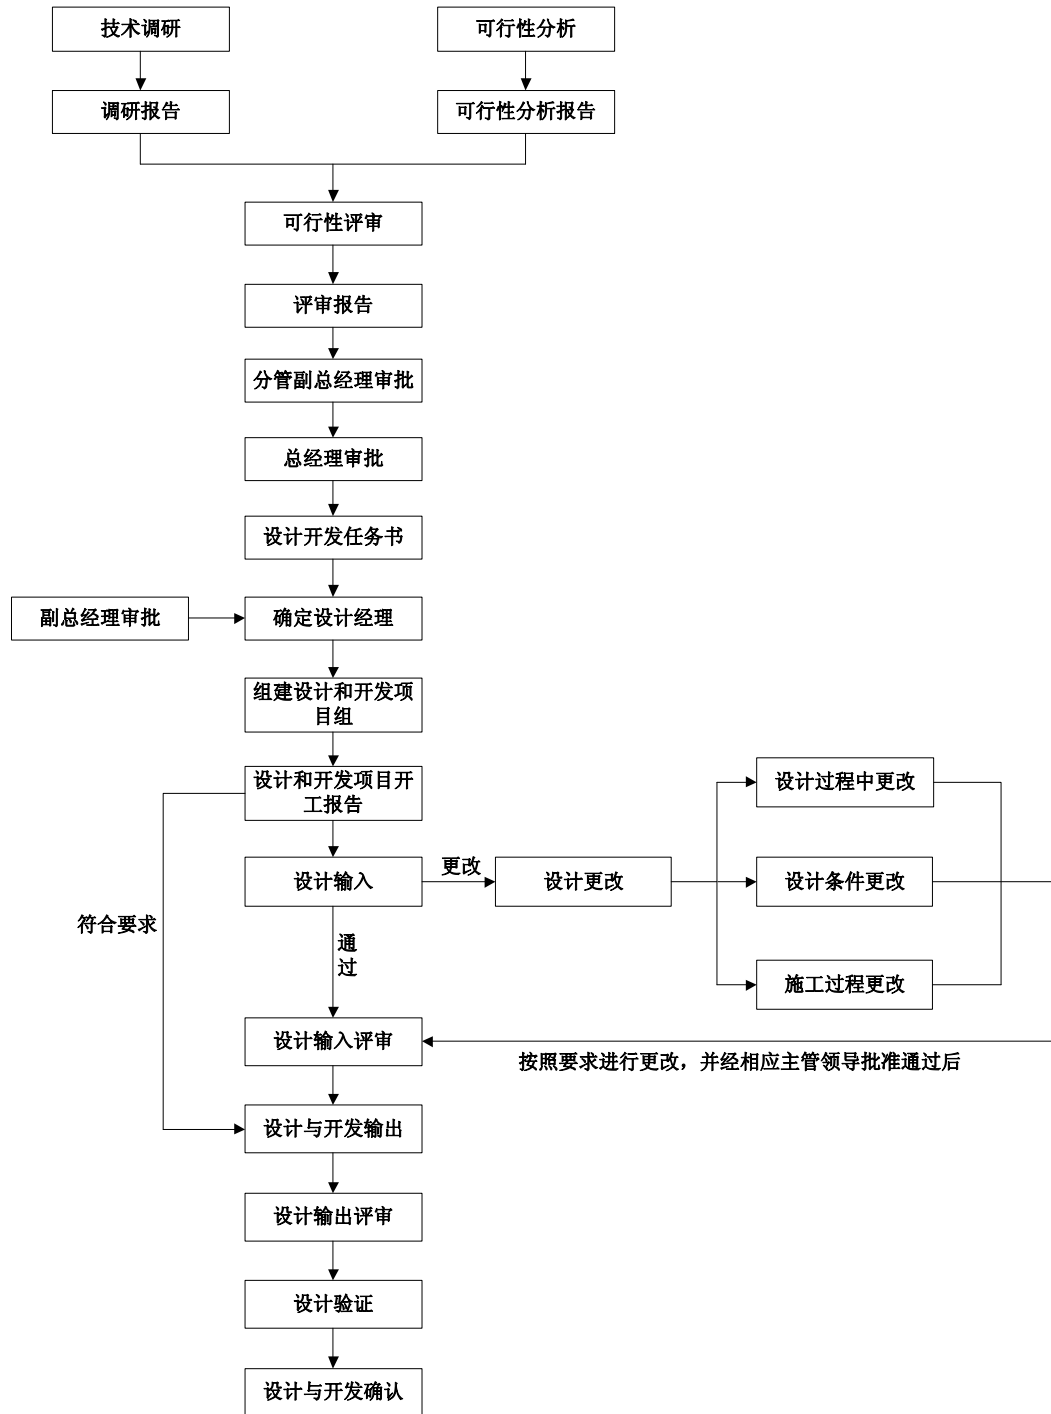 技术调研
可行性分析
调研报告
可行性分析报告
可行性评审
评审报告
分管副总经理审批
总经理审批
设计开发任务书
副总经理审批
确定设计经理
组建设计和开发项
目组
设计和开发项目开
工报告
设计过程中更改
更改
设计输入
设计更改
设计条件更改
符合要求
通
过
施工过程更改
设计输入评审
按照要求进行更改，并经相应主管领导批准通过后
设计与开发输出
设计输出评审
设计验证
设计与开发确认